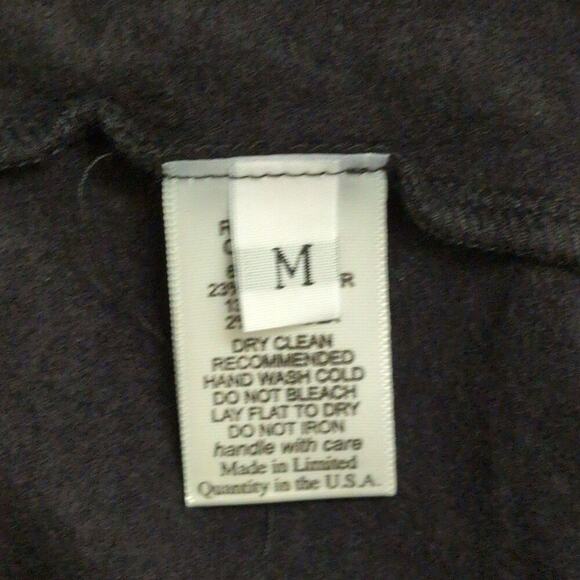 M
DRY CLEAN
RECOMMENDED
HAND WASH COLD
DO NOT BLEACH
LAY FLAT TO DRY
DO NOT IRON
handle with care
Made in Limited
Quantity in the U.S.A.